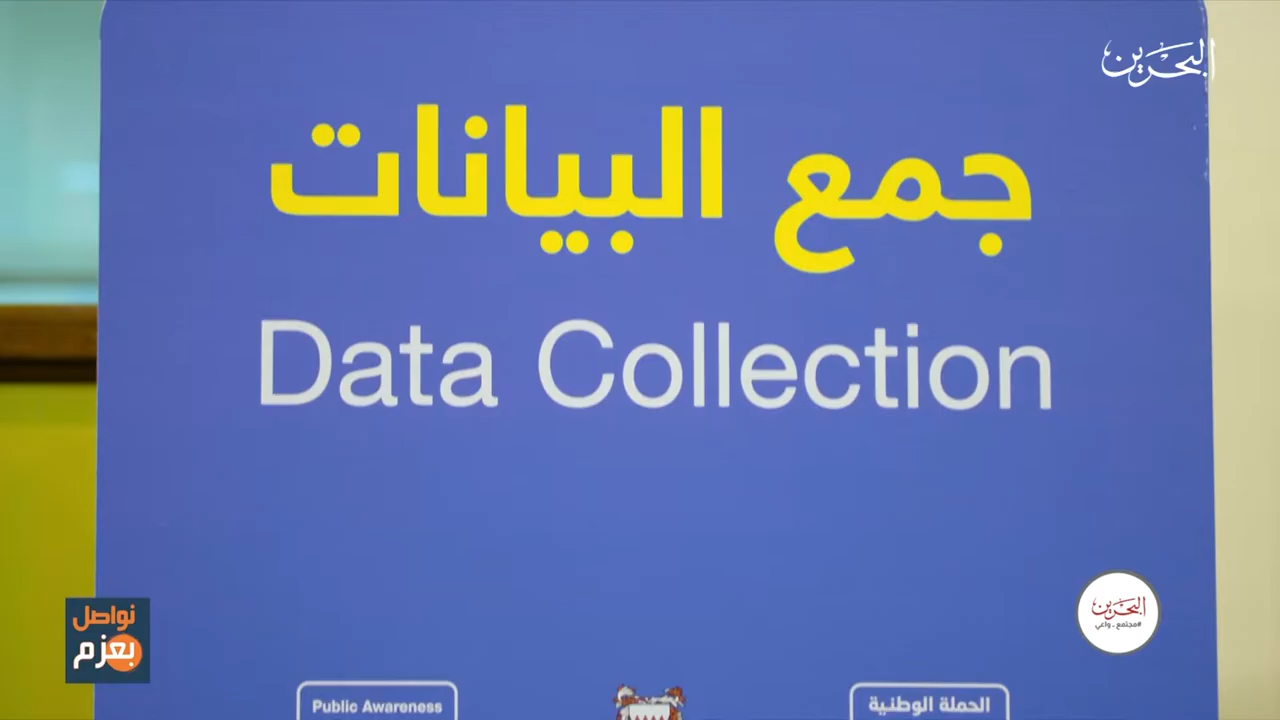 البحرين
جمع البيانات
Data Collection
نواصل
بعزم
البحرين
#مجتمع_واعي
Public Awareness
الحملة الوطنية